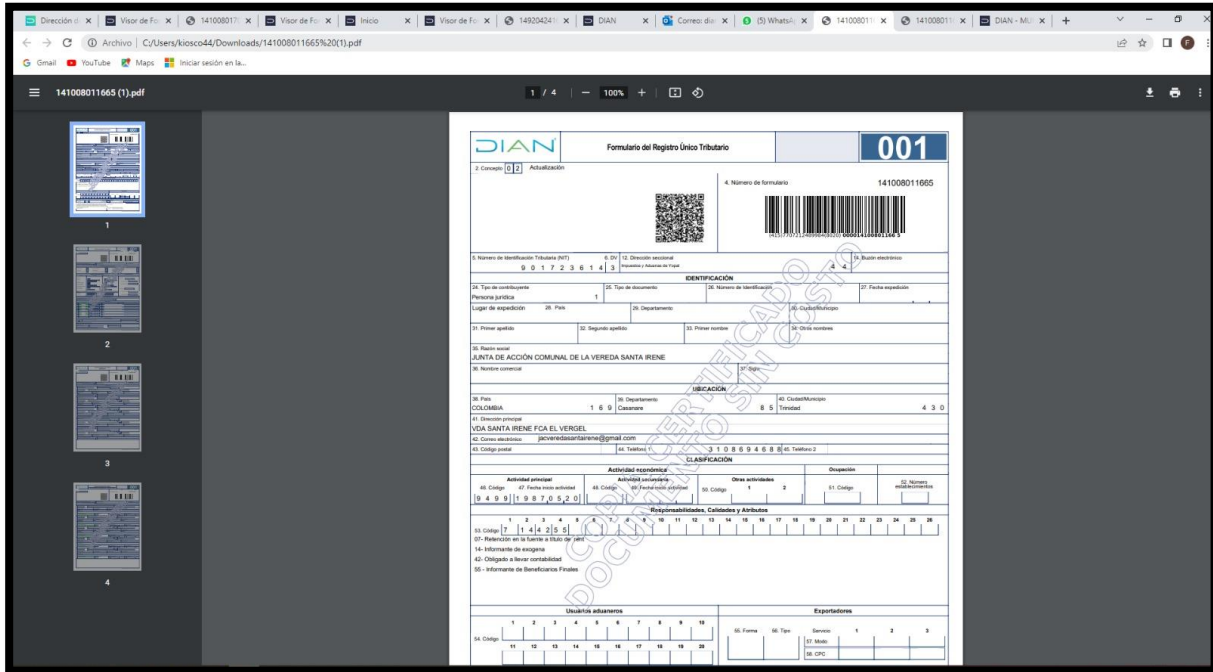 Dirección d
Visor de Fo
1410080170
Visor de Fo
Inicio
Visor de Fo
1492042410
DIAN
Correo: dia
(5) WhatsA
1410080116
1410080116
DIAN - MU
Archivo | C:/Users/kiosco44/Downloads/141008011665%20(1).pdf
Gmail YouTube Maps Iniciar sesión en la...
141008011665 (1).pdf
1 / 4 — 100% +
1
2
3
4
DIAN
Formulario del Registro Único Tributario
001
2. Concepto 0 2 Actualización
4. Número de formulario 141008011665
5. Número de Identificación Tributaria (NIT) 6. DV 12. Dirección seccional 14. Buzón electrónico
9 0 1 7 2 3 6 1 4 3 Impuestos y Aduanas de Yopal 4 4
IDENTIFICACIÓN
24. Tipo de contribuyente 25. Tipo de documento 26. Número de Identificación 27. Fecha expedición
Persona jurídica 1
Lugar de expedición 28. País 29. Departamento 30. Ciudad/Municipio
31. Primer apellido 32. Segundo apellido 33. Primer nombre 34. Otros nombres
35. Razón social
JUNTA DE ACCIÓN COMUNAL DE LA VEREDA SANTA IRENE
36. Nombre comercial 37. Sigla
UBICACIÓN
38. País 39. Departamento 40. Ciudad/Municipio
COLOMBIA 1 6 9 Casanare 8 5 Trinidad 4 3 0
41. Dirección principal
VDA SANTA IRENE FCA EL VERGEL
42. Correo electrónico jacveredasantairene@gmail.com
43. Código postal 44. Teléfono 1 3 1 0 8 6 9 4 6 8 8 45. Teléfono 2
CLASIFICACIÓN
Actividad económica Ocupación
Actividad principal Actividad secundaria Otras actividades 52. Número establecimientos
46. Código 47. Fecha inicio actividad 48. Código 49. Fecha inicio actividad 50. Código 1 2 51. Código
9 4 9 9 1 9 8 7 0 5 2 0
Responsabilidades, Calidades y Atributos
1 2 3 4 5 6 7 8 9 10 11 12 13 14 15 16 17 18 19 20 21 22 23 24 25 26
53. Código 7 1 4 4 2 5 5
07- Retención en la fuente a título de rent
14- Informante de exogena
42- Obligado a llevar contabilidad
55 - Informante de Beneficiarios Finales
COPIA CERTIFICADO
DOCUMENTO SIN COSTO
Usuarios aduaneros Exportadores
1 2 3 4 5 6 7 8 9 10
54. Código
11 12 13 14 15 16 17 18 19 20
55. Forma 56. Tipo Servicio 1 2 3
57. Modo
58. CPC